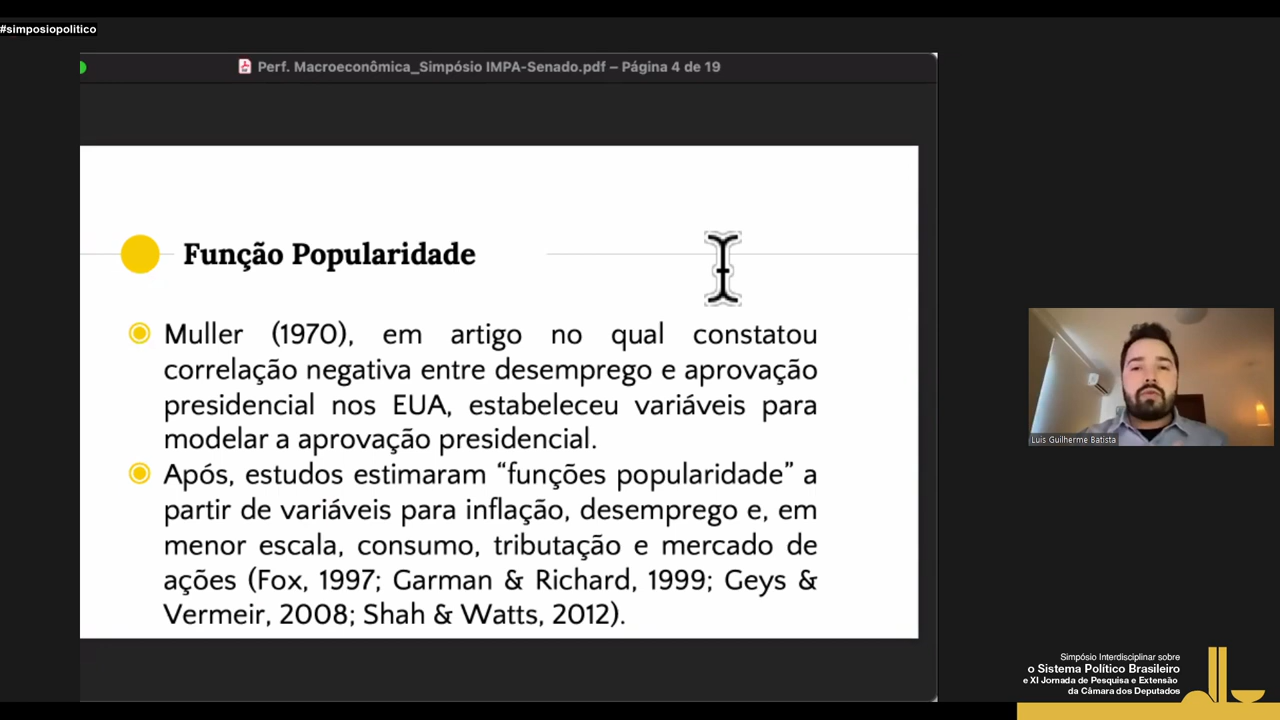 #simposiopolitico
Perf. Macroeconômica_Simpósio IMPA-Senado.pdf – Página 4 de 19
Função Popularidade
Muller (1970), em artigo no qual constatou
correlação negativa entre desemprego e aprovação
presidencial nos EUA, estabeleceu variáveis para
modelar a aprovação presidencial.
Após, estudos estimaram “funções popularidade” a
partir de variáveis para inflação, desemprego e, em
menor escala, consumo, tributação e mercado de
ações (Fox, 1997; Garman & Richard, 1999; Geys &
Vermeir, 2008; Shah & Watts, 2012).
Luis Guilherme Batista
Simpósio Interdisciplinar sobre
o Sistema Político Brasileiro
e XI Jornada de Pesquisa e Extensão
da Câmara dos Deputados